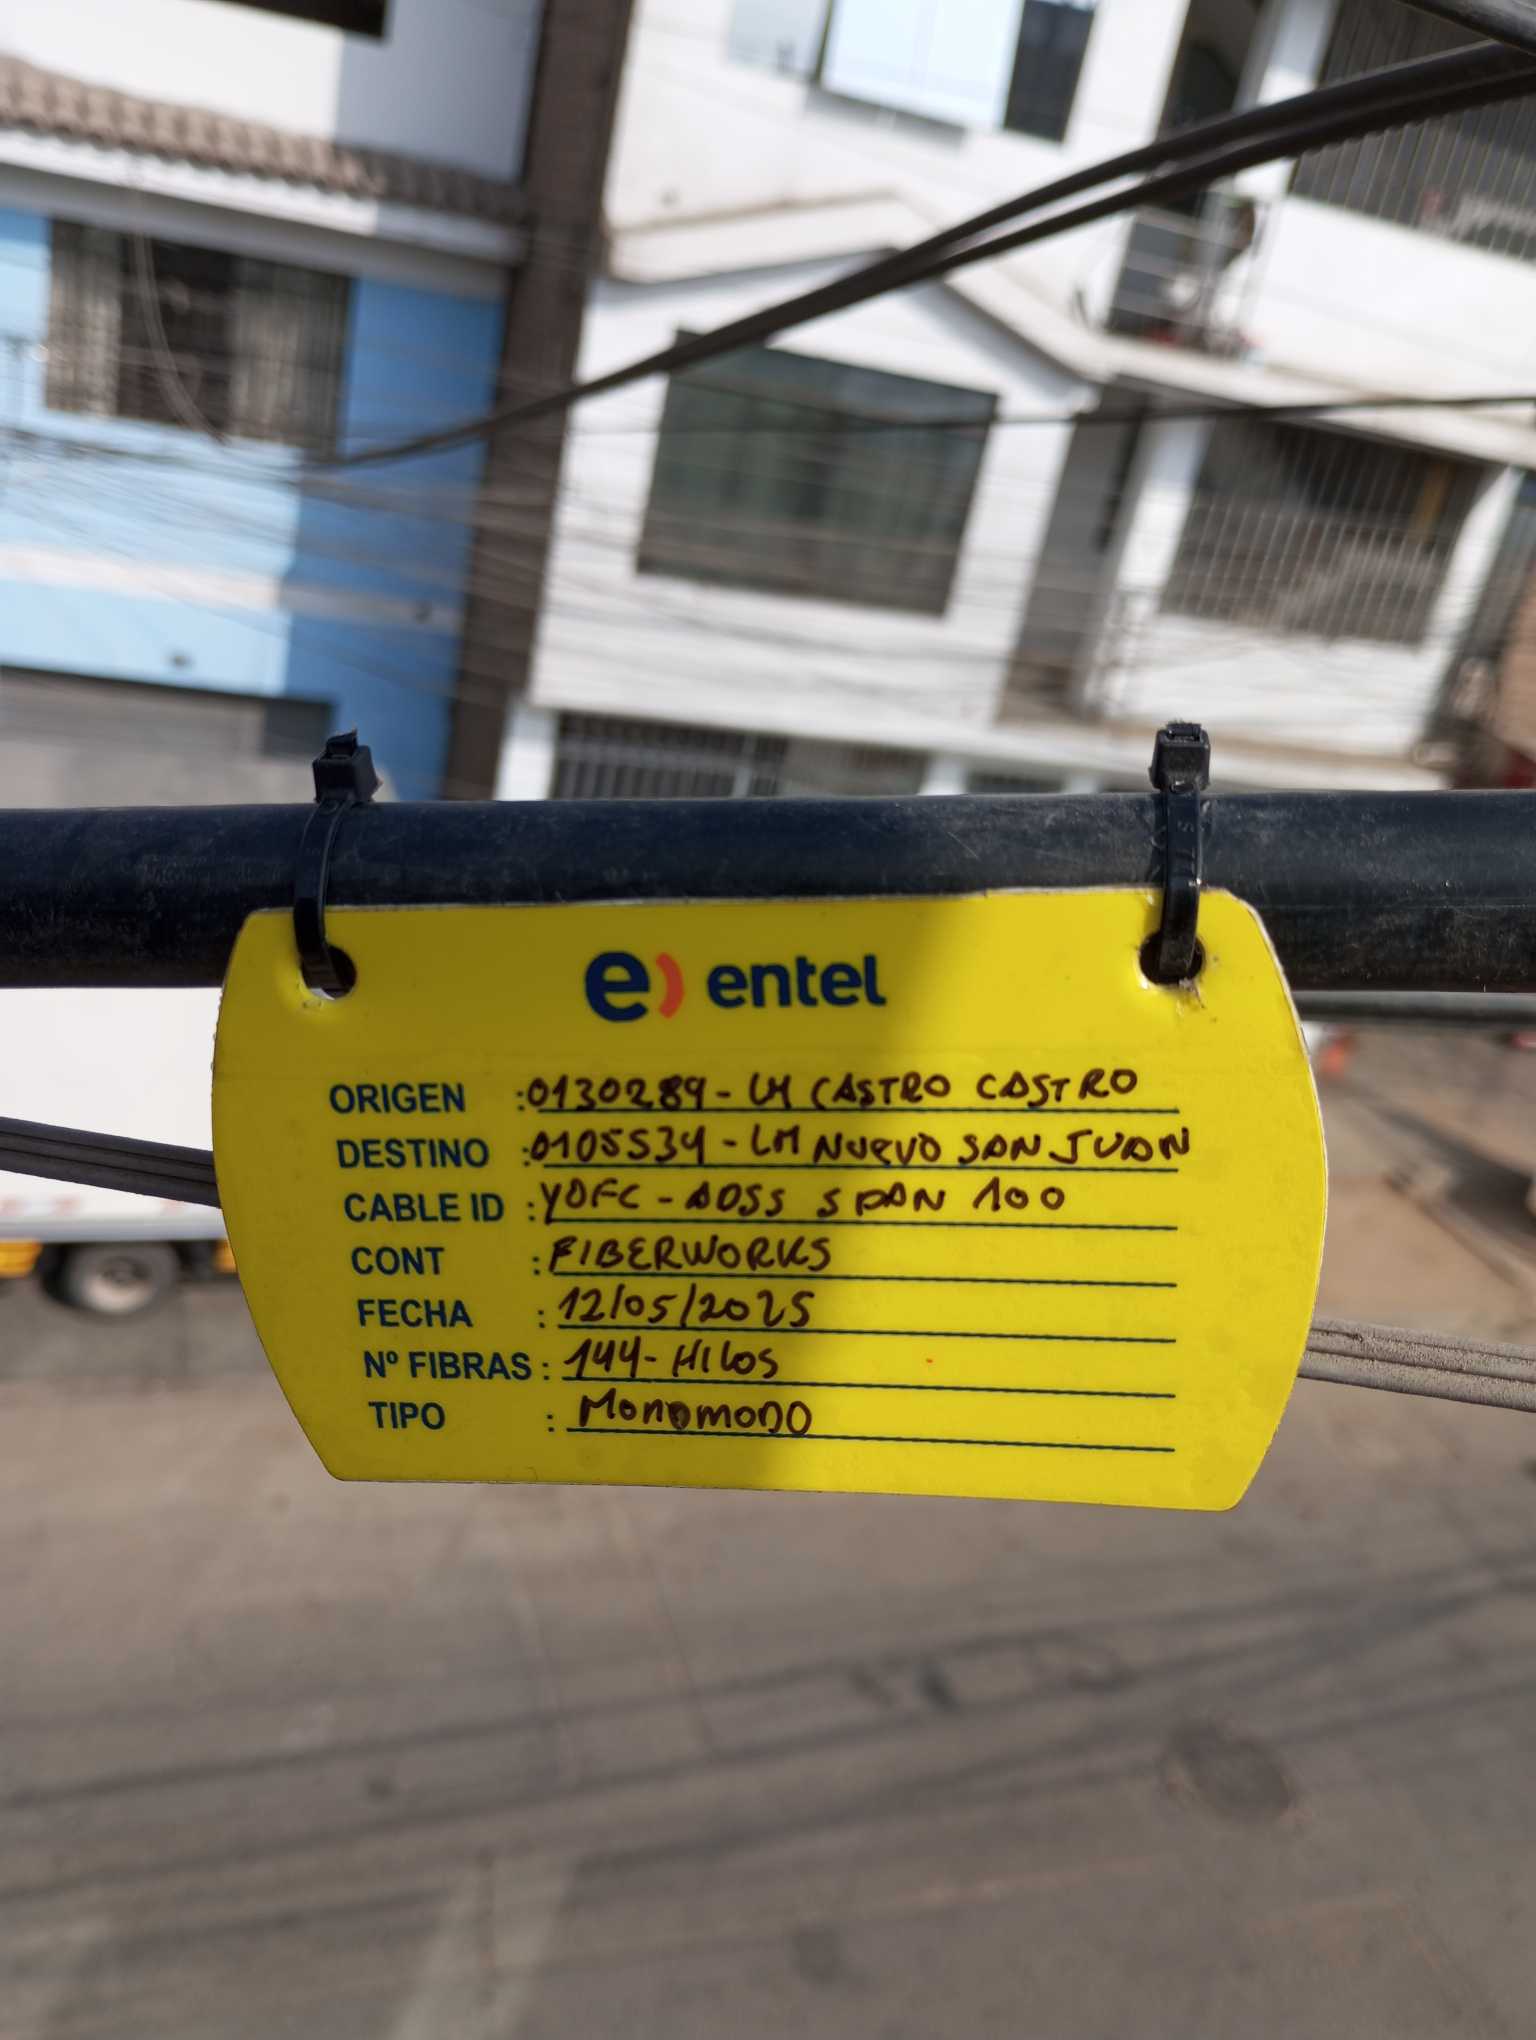 e) entel
ORIGEN : 0130289 - LM CASTRO CASTRO
DESTINO : 0105534 - LM NUEVO SAN JUAN
CABLE ID : YOFC - ADSS SPAN 100
CONT : FIBERWORKS
FECHA : 12/05/2025
Nº FIBRAS : 144 - HILOS
TIPO : MONOMODO